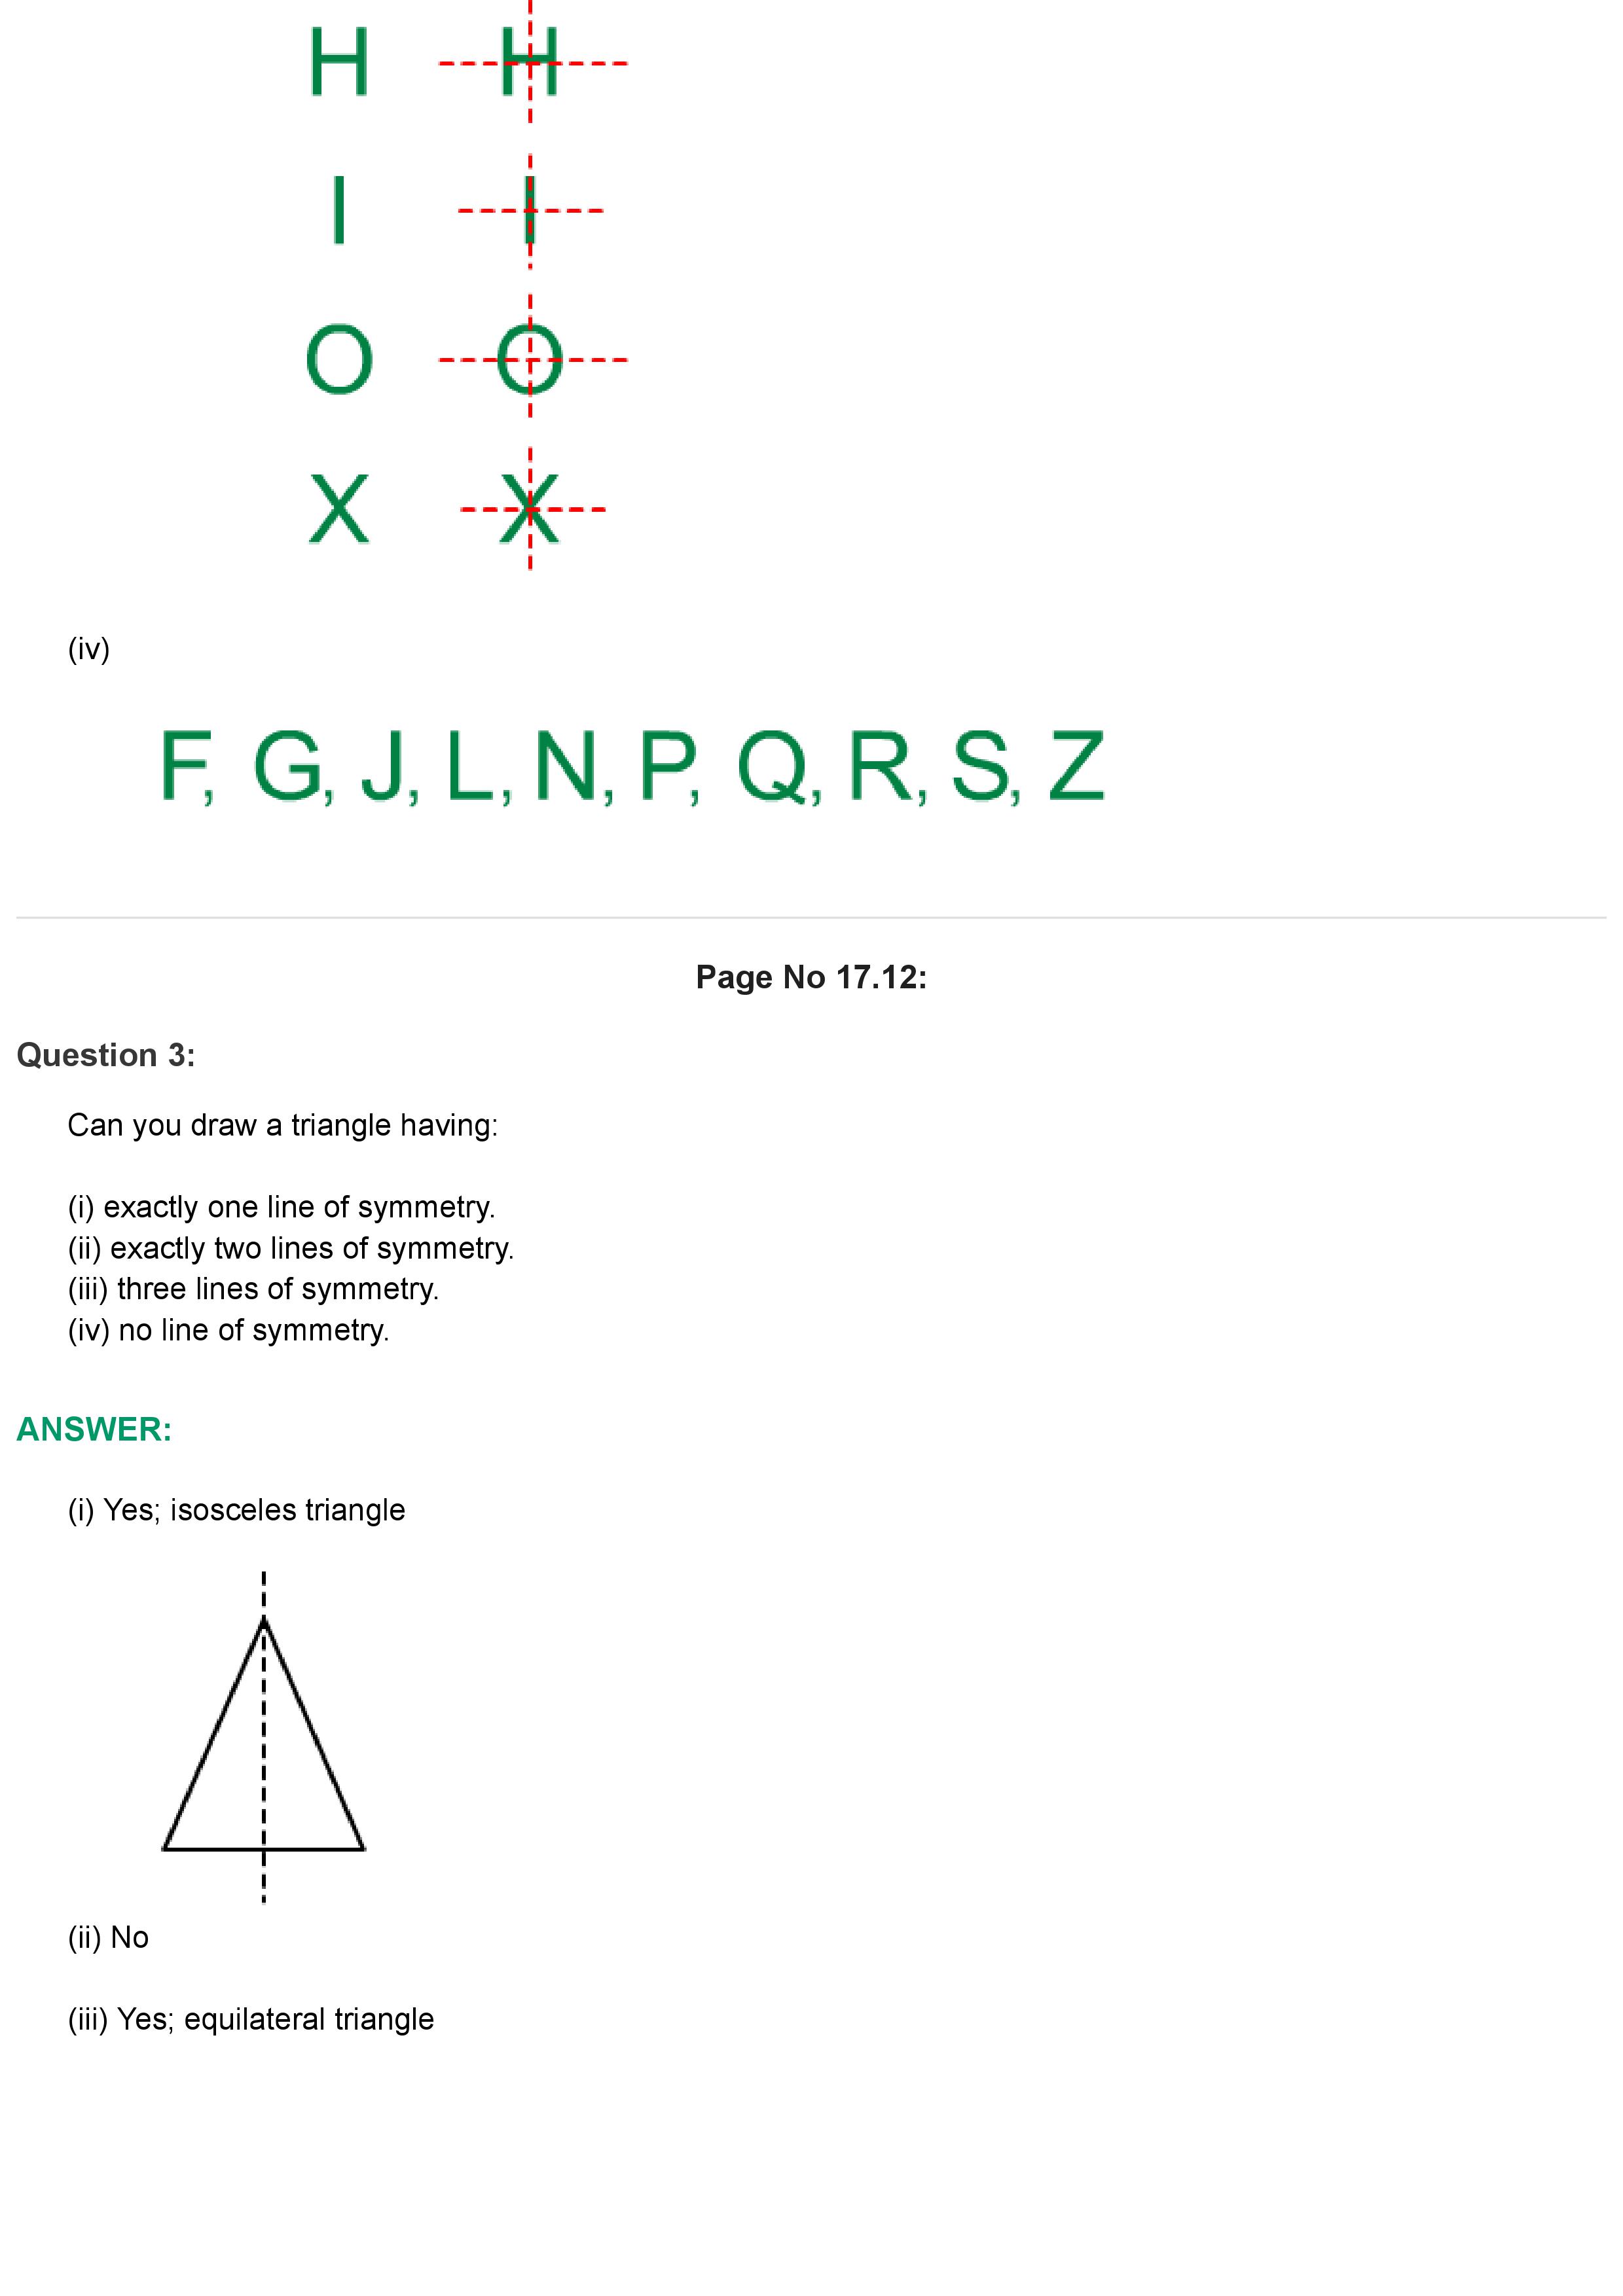 H H
I I
O O
X X
(iv)
F, G, J, L, N, P, Q, R, S, Z
Page No 17.12:
Question 3:
Can you draw a triangle having:
(i) exactly one line of symmetry.
(ii) exactly two lines of symmetry.
(iii) three lines of symmetry.
(iv) no line of symmetry.
ANSWER:
(i) Yes; isosceles triangle
(ii) No
(iii) Yes; equilateral triangle